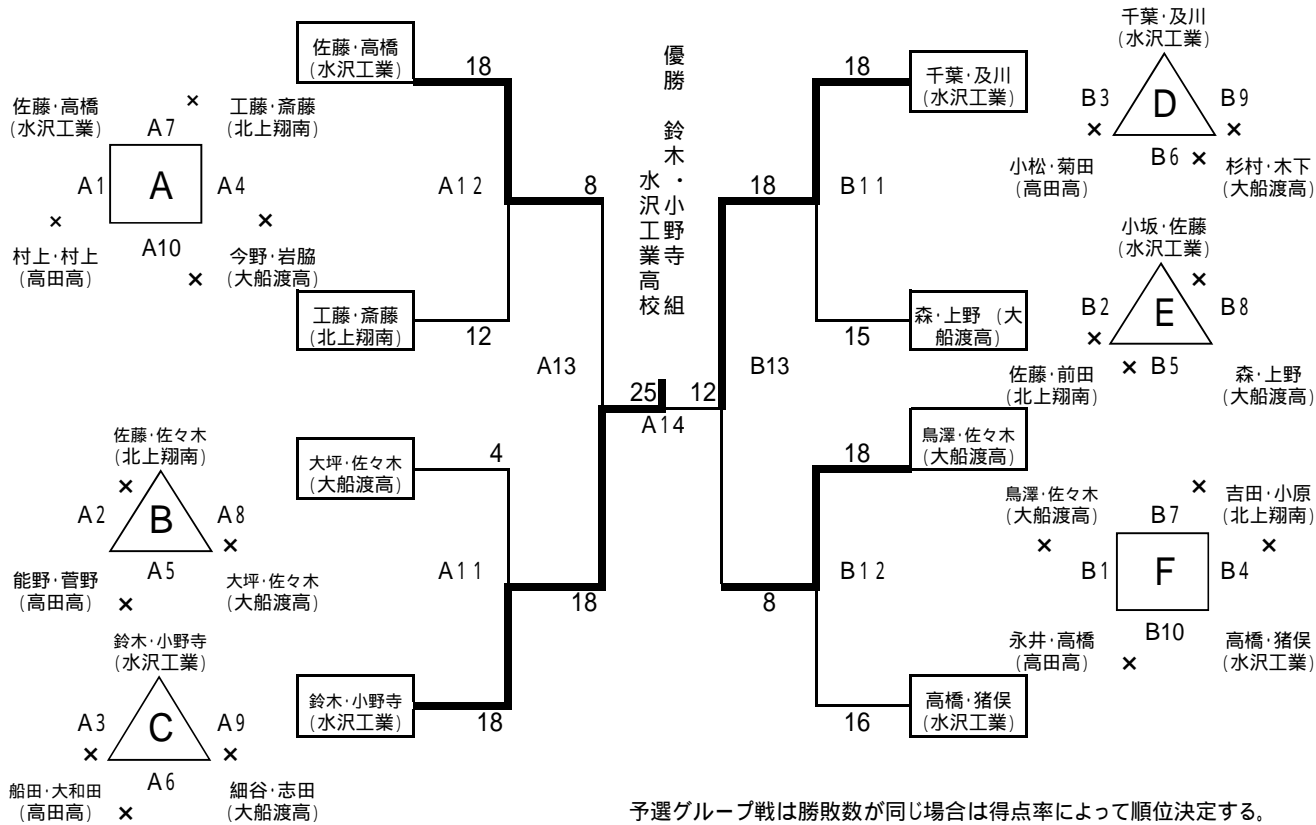 佐藤・高橋
(水沢工業)
×
工藤・斎藤
(北上翔南)
A7
A1
A
A4
×
×
村上・村上
(高田高)
A10
×
今野・岩脇
(大船渡高)
佐藤・佐々木
(北上翔南)
×
A2
B
A8
×
A5
能野・菅野
(高田高)
×
大坪・佐々木
(大船渡高)
鈴木・小野寺
(水沢工業)
A3
C
A9
×
×
A6
船田・大和田
(高田高)
×
細谷・志田
(大船渡高)
佐藤・高橋
(水沢工業)
18
A12
工藤・斎藤
(北上翔南)
12
8
A13
大坪・佐々木
(大船渡高)
4
A11
18
鈴木・小野寺
(水沢工業)
18
優勝 鈴木・小野寺 組
水沢工業高校
25
12
A14
18
千葉・及川
(水沢工業)
18
B11
森・上野 (大
船渡高)
15
B13
鳥澤・佐々木
(大船渡高)
18
B12
8
高橋・猪俣
(水沢工業)
16
千葉・及川
(水沢工業)
B3
D
B9
×
×
B6
×
小松・菊田
(高田高)
杉村・木下
(大船渡高)
小坂・佐藤
(水沢工業)
×
B2
E
B8
×
×
B5
佐藤・前田
(北上翔南)
森・上野
(大船渡高)
鳥澤・佐々木
(大船渡高)
×
吉田・小原
(北上翔南)
B7
×
×
B1
F
B4
B10
永井・高橋
(高田高)
×
高橋・猪俣
(水沢工業)
予選グループ戦は勝敗数が同じ場合は得点率によって順位決定する。